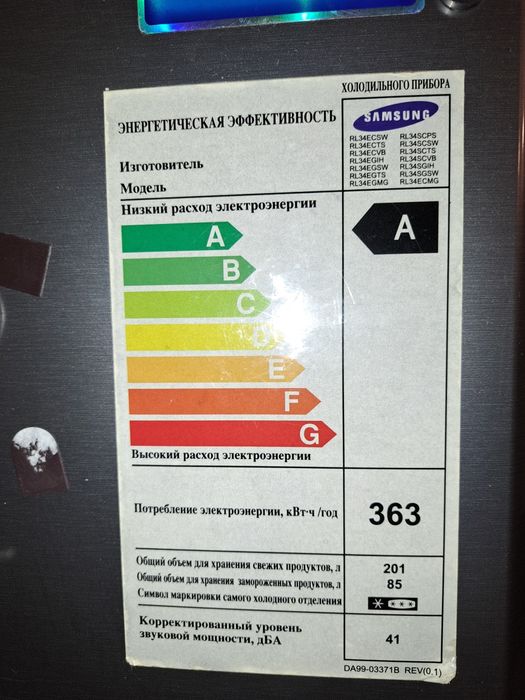 ЭНЕРГЕТИЧЕСКАЯ ЭФФЕКТИВНОСТЬ
ХОЛОДИЛЬНОГО ПРИБОРА
Изготовитель
Модель
SAMSUNG
RL34ECSW RL34SCPS
RL34ECTS RL34SCSW
RL34ECVB RL34SCTS
RL34EGIH RL34SCVB
RL34EGSW RL34SGIH
RL34EGTS RL34SGSW
RL34EGMG RL34ECMG
Низкий расход электроэнергии
A
A
B
C
D
E
F
G
Высокий расход электроэнергии
Потребление электроэнергии, кВт·ч /год
363
Общий объем для хранения свежих продуктов, л 201
Общий объем для хранения замороженных продуктов, л 85
Символ маркировки самого холодного отделения
Корректированный уровень
звуковой мощности, дБА
41
DA99-03371B REV(0,1)